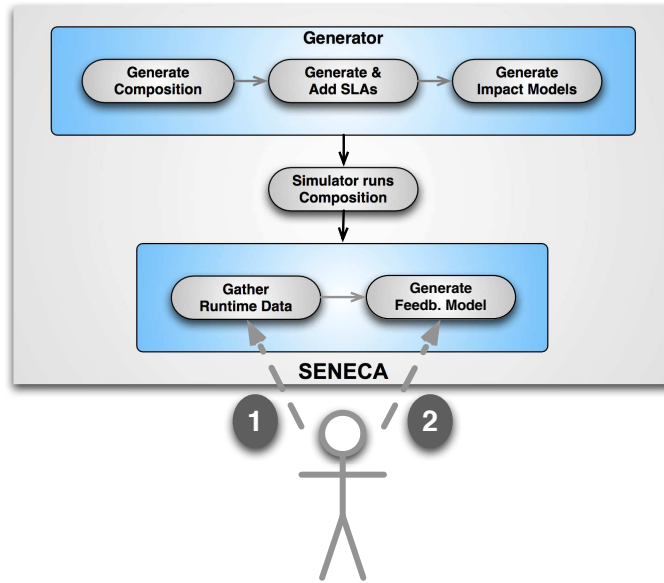 Generator
Generate
Composition
Generate &
Add SLAs
Generate
Impact Models
Simulator runs
Composition
Gather
Runtime Data
Generate
Feedb. Model
SENECA
1
2